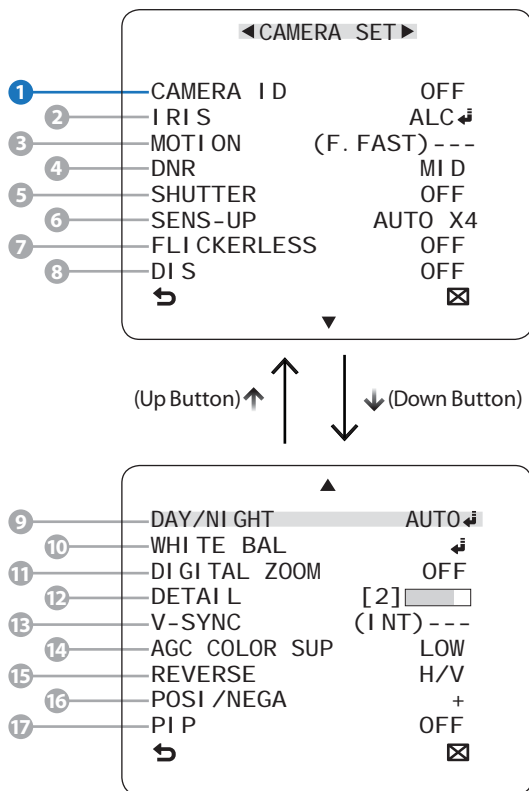 ◀CAMERA SET▶
1 CAMERA ID OFF
2 IRIS ALC↲
3 MOTION (F.FAST)---
4 DNR MID
5 SHUTTER OFF
6 SENS-UP AUTO X4
7 FLICKERLESS OFF
8 DIS OFF
(Up Button)↑ ↓(Down Button)
9 DAY/NIGHT AUTO↲
10 WHITE BAL ↲
11 DIGITAL ZOOM OFF
12 DETAIL [2]
13 V-SYNC (INT)---
14 AGC COLOR SUP LOW
15 REVERSE H/V
16 POSI/NEGA +
17 PIP OFF